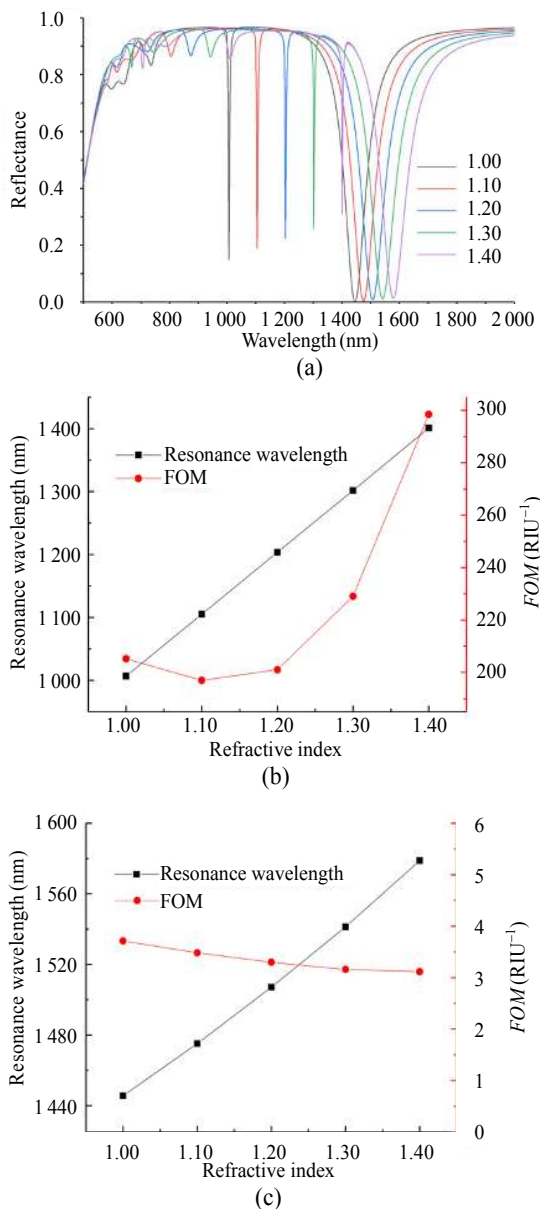 1.0
0.8
0.6
0.4
0.2
0.0
Reflectance
1.00
1.10
1.20
1.30
1.40
600 800 1 000 1 200 1 400 1 600 1 800 2 000
Wavelength (nm)
(a)
1 400
1 300
1 200
1 100
1 000
Resonance wavelength (nm)
Resonance wavelength
FOM
300
280
260
240
220
200
FOM (RIU⁻¹)
1.00 1.10 1.20 1.30 1.40
Refractive index
(b)
1 600
1 560
1 520
1 480
1 440
Resonance wavelength (nm)
Resonance wavelength
FOM
6
5
4
3
2
1
0
FOM (RIU⁻¹)
1.00 1.10 1.20 1.30 1.40
Refractive index
(c)